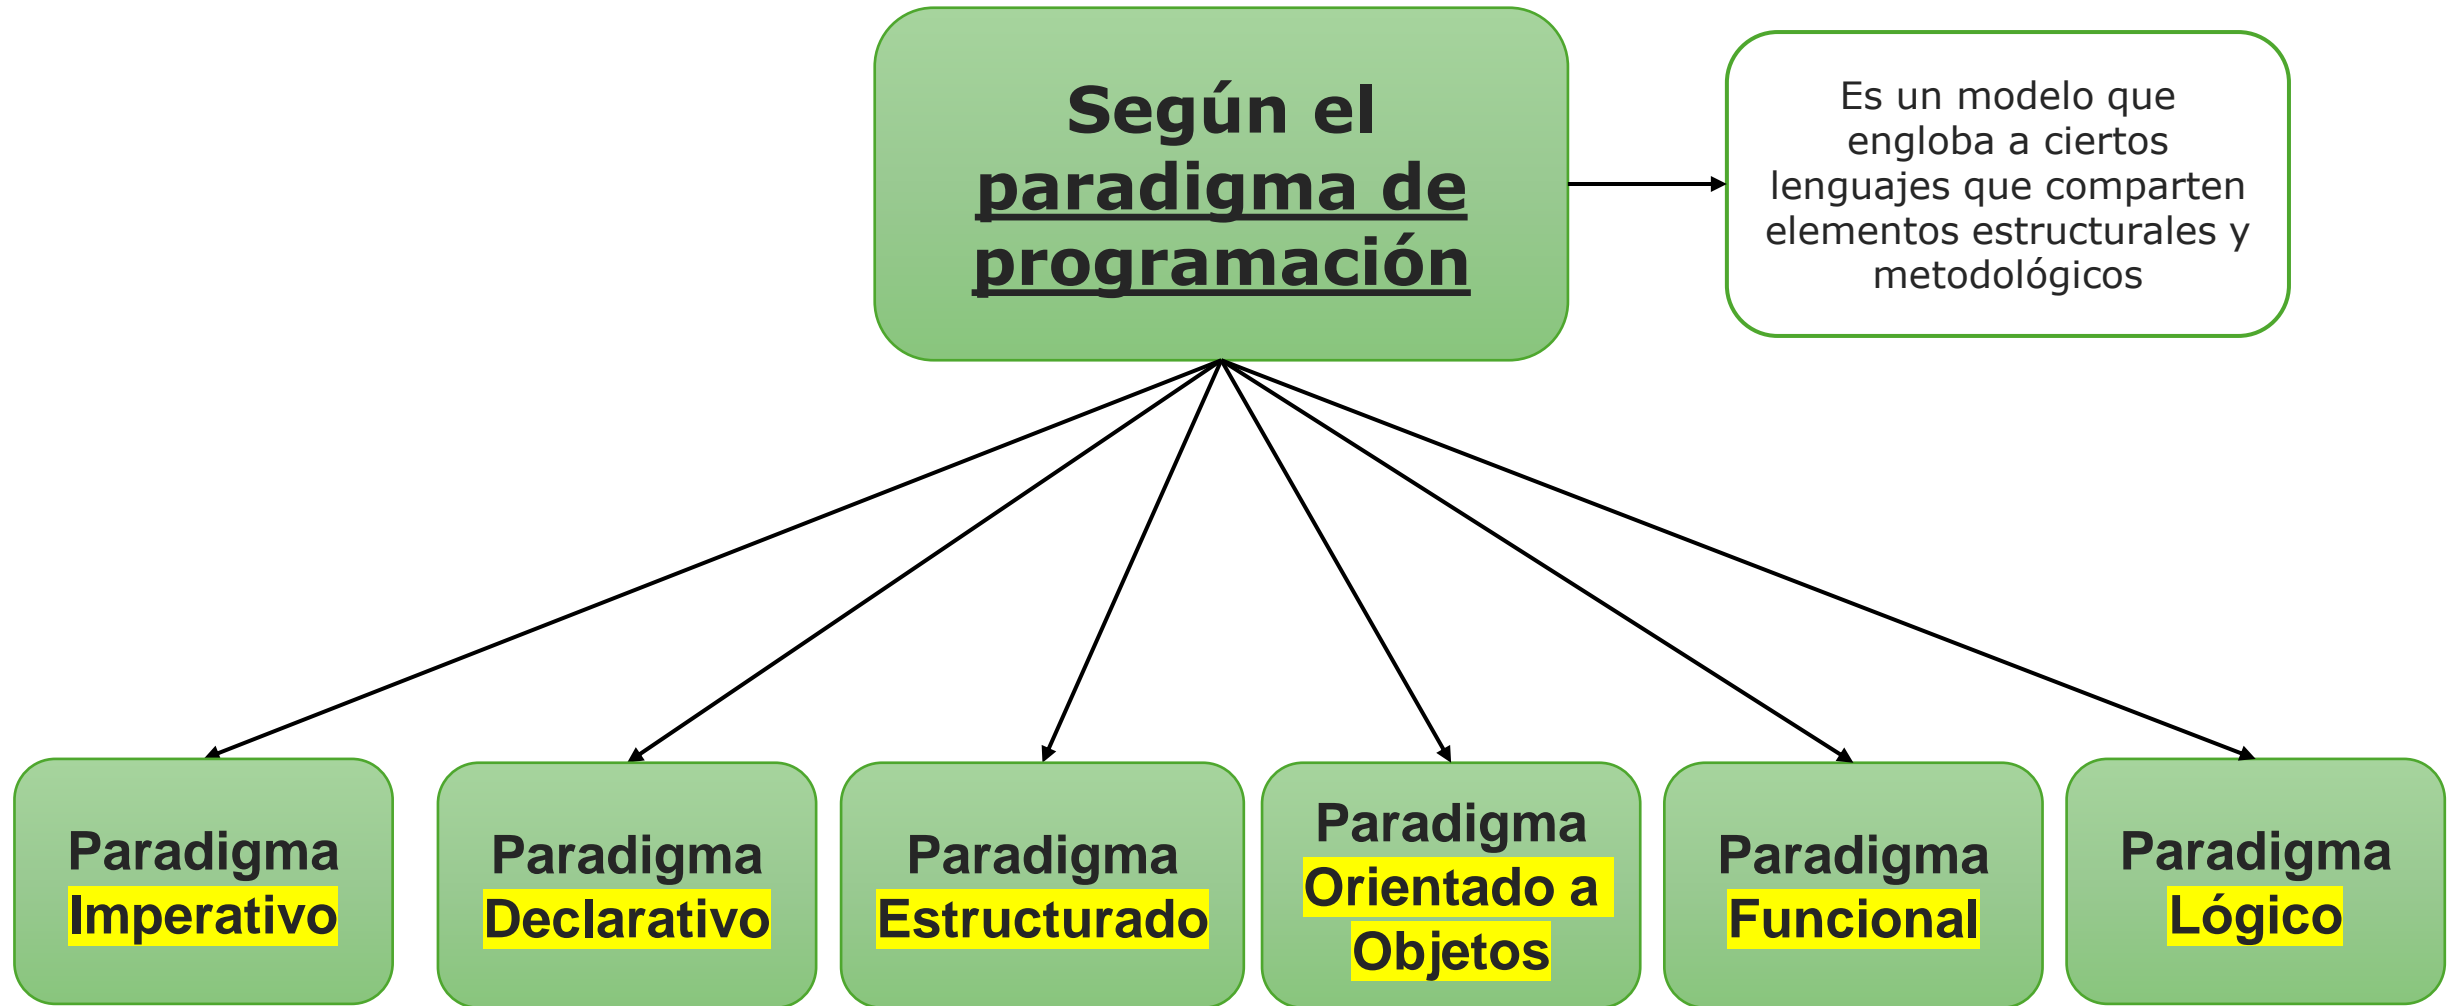 Según el
paradigma de
programación
Es un modelo que
engloba a ciertos
lenguajes que comparten
elementos estructurales y
metodológicos
Paradigma
Imperativo
Paradigma
Declarativo
Paradigma
Estructurado
Paradigma
Orientado a
Objetos
Paradigma
Funcional
Paradigma
Lógico